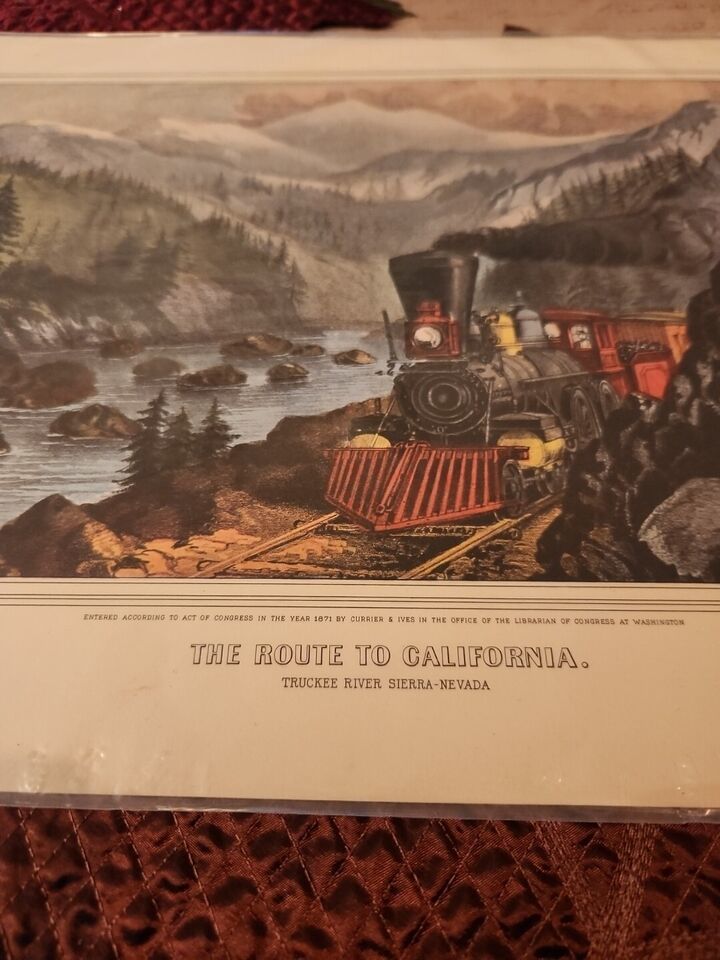 ENTERED ACCORDING TO ACT OF CONGRESS IN THE YEAR 1871 BY CURRIER & IVES IN THE OFFICE OF THE LIBRARIAN OF CONGRESS AT WASHINGTON
THE ROUTE TO CALIFORNIA.
TRUCKEE RIVER SIERRA-NEVADA